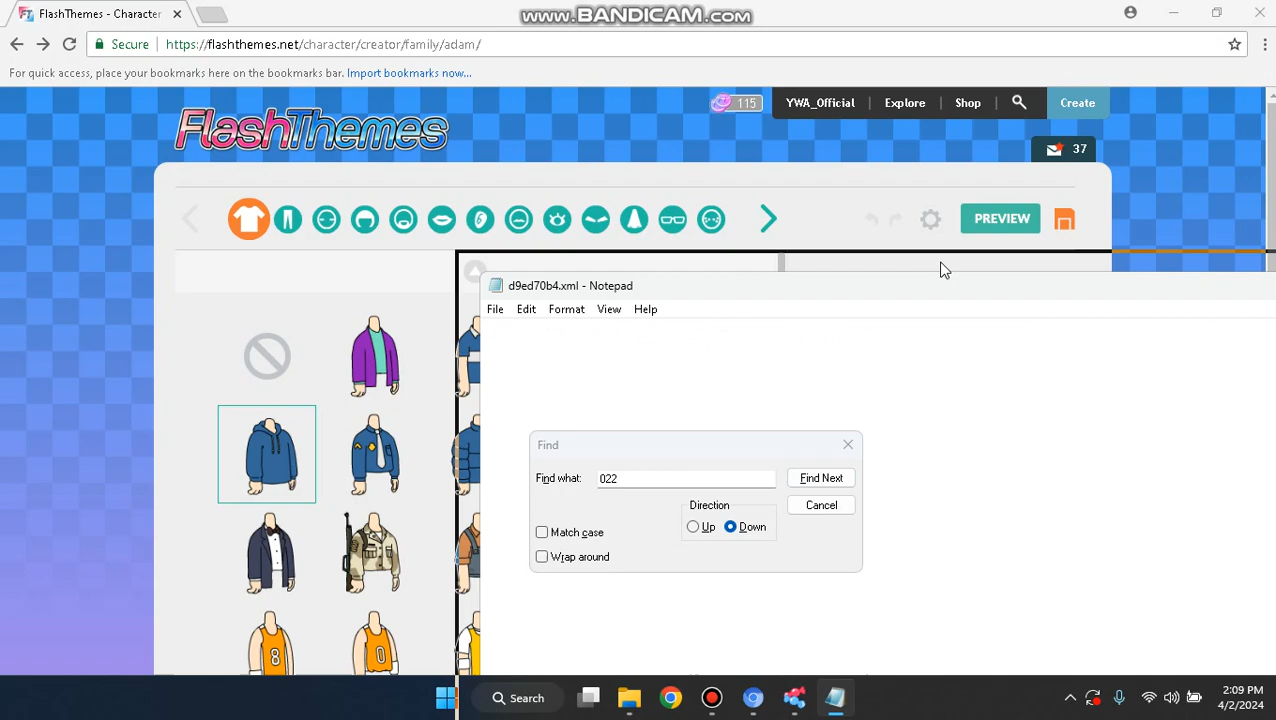 www.BANDICAM.com
FlashThemes - Character
Secure
https://flashthemes.net/character/creator/family/adam/
For quick access, place your bookmarks here on the bookmarks bar. Import bookmarks now...
FlashThemes
115
YWA_Official
Explore
Shop
Create
37
PREVIEW
d9ed70b4.xml - Notepad
File Edit Format View Help
Find
Find what: 022
Find Next
Direction
Cancel
Up Down
Match case
Wrap around
8
0
Search
2:09 PM
4/2/2024